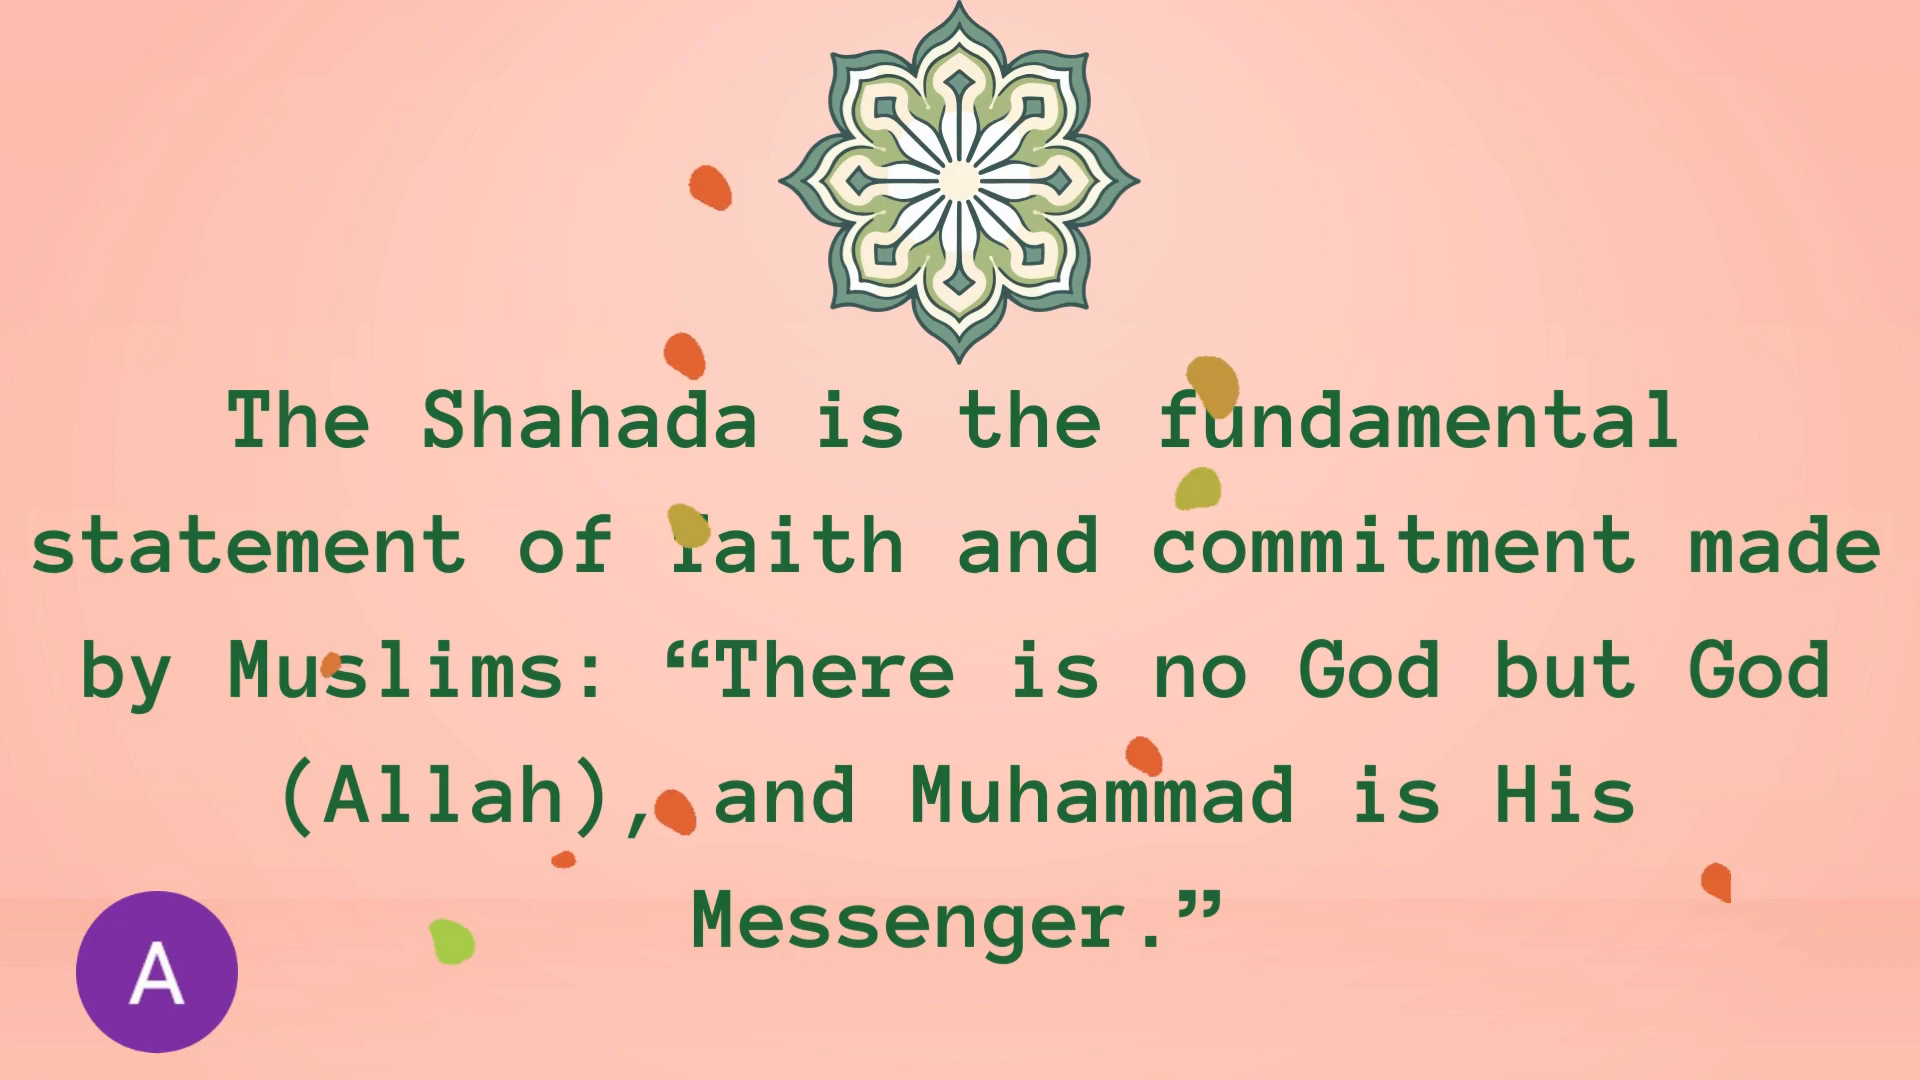 The Shahada is the fundamental
statement of faith and commitment made
by Muslims: “There is no God but God
(Allah), and Muhammad is His
Messenger.”
A